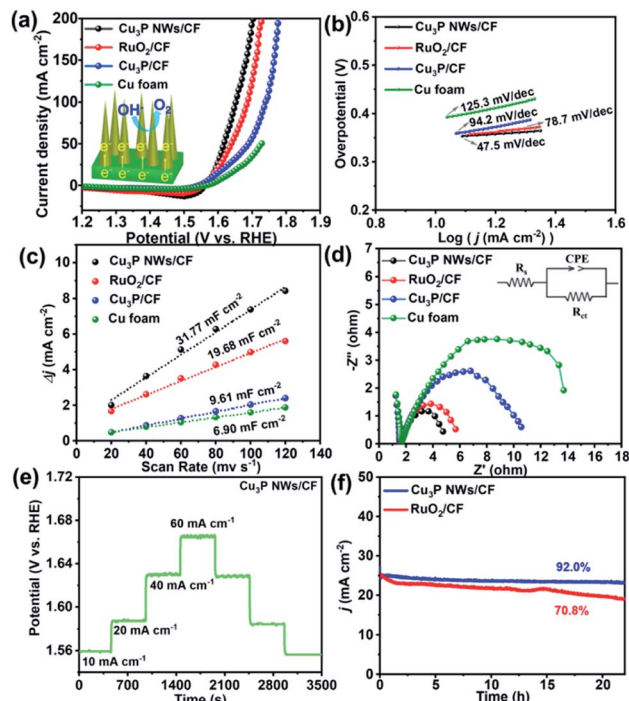 (a)
Cu₃P NWs/CF
RuO₂/CF
Cu₃P/CF
Cu foam
OH⁻ O₂
e⁻ e⁻ e⁻ e⁻
e⁻ e⁻ e⁻ e⁻
Current density (mA cm⁻²)
200
150
100
50
0
1.2 1.3 1.4 1.5 1.6 1.7 1.8 1.9
Potential (V vs. RHE)
(b)
Cu₃P NWs/CF
RuO₂/CF
Cu₃P/CF
Cu foam
125.3 mV/dec
94.2 mV/dec
78.7 mV/dec
47.5 mV/dec
Overpotential (V)
0.6
0.5
0.4
0.3
0.2
0.8 1.0 1.2 1.4 1.6
Log ( j (mA cm⁻²)
(c)
Cu₃P NWs/CF
RuO₂/CF
Cu₃P/CF
Cu foam
31.77 mF cm⁻²
19.68 mF cm⁻²
9.61 mF cm⁻²
6.90 mF cm⁻²
Δj (mA cm⁻²)
8
6
4
2
0
0 20 40 60 80 100 120 140
Scan Rate (mv s⁻¹)
(d)
Cu₃P NWs/CF
RuO₂/CF
Cu₃P/CF
Cu foam
Rs
CPE
Rct
-Z'' (ohm)
-7
-6
-5
-4
-3
-2
-1
0
0 2 4 6 8 10 12 14 16 18
Z' (ohm)
(e)
Cu₃P NWs/CF
60 mA cm⁻¹
40 mA cm⁻¹
20 mA cm⁻¹
10 mA cm⁻¹
Potential (V vs. RHE)
1.72
1.68
1.64
1.60
1.56
0 700 1400 2100 2800 3500
Time (s)
(f)
Cu₃P NWs/CF
RuO₂/CF
92.0%
70.8%
j (mA cm⁻²)
50
40
30
20
10
0
0 5 10 15 20
Time (h)